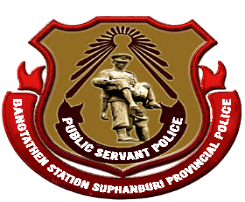 PUBLIC SERVANT POLICE
BANGTATHEN STATION SUPHANBURI PROVINCIAL POLICE